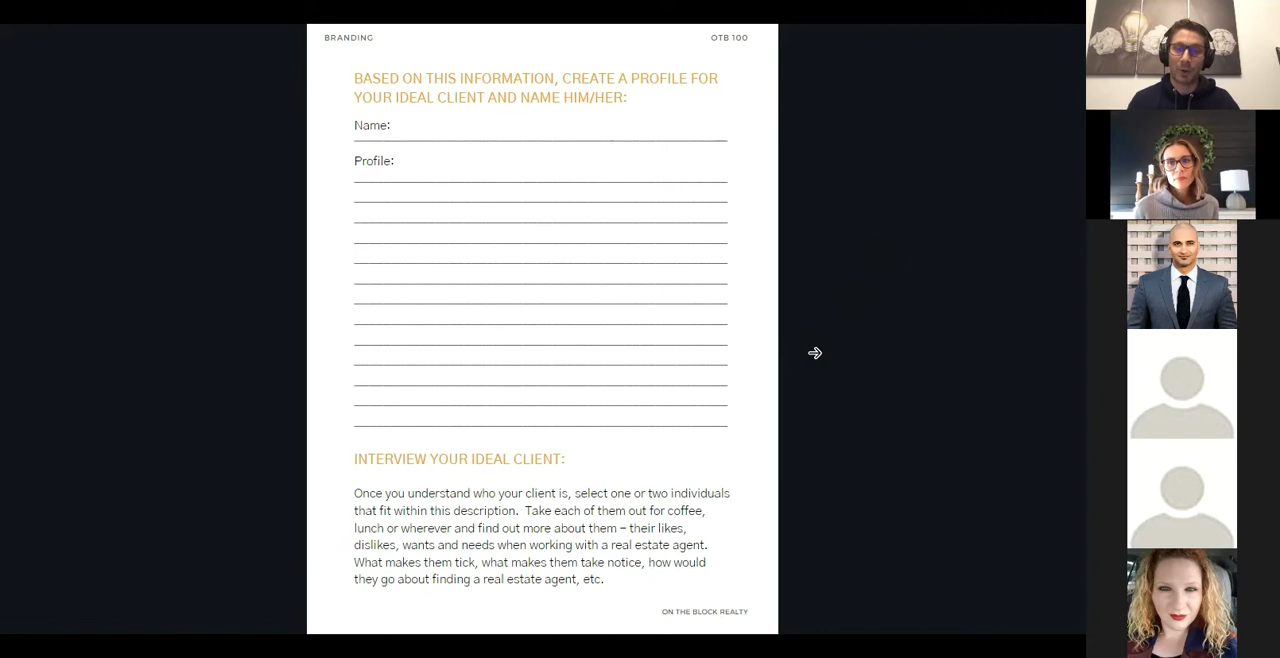 BRANDING
OTB 100
BASED ON THIS INFORMATION, CREATE A PROFILE FOR
YOUR IDEAL CLIENT AND NAME HIM/HER:
Name:
Profile:
INTERVIEW YOUR IDEAL CLIENT:
Once you understand who your client is, select one or two individuals
that fit within this description.  Take each of them out for coffee,
lunch or wherever and find out more about them – their likes,
dislikes, wants and needs when working with a real estate agent.
What makes them tick, what makes them take notice, how would
they go about finding a real estate agent, etc.
ON THE BLOCK REALTY